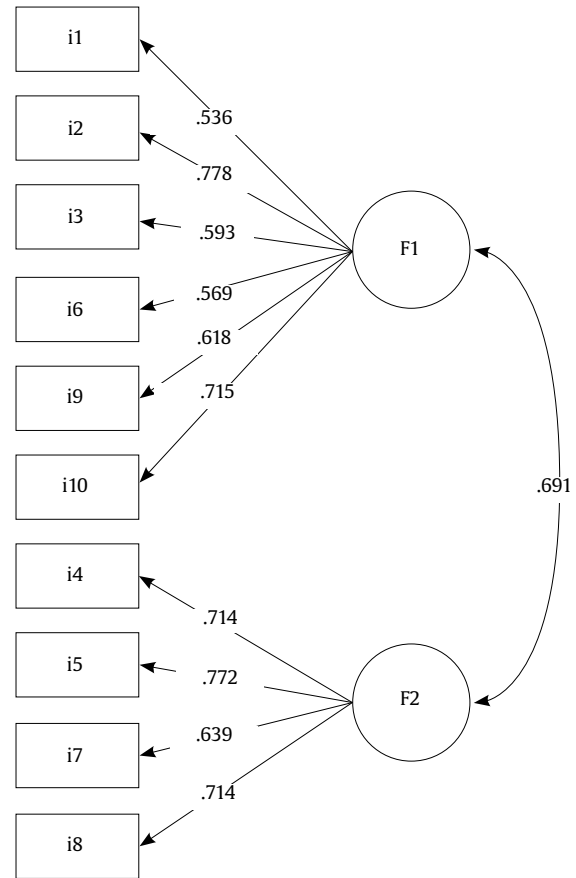 i1
.536
i2
.778
i3
.593
F1
i6
.569
.618
i9
.715
i10
.691
i4
.714
i5
.772
F2
i7
.639
.714
i8